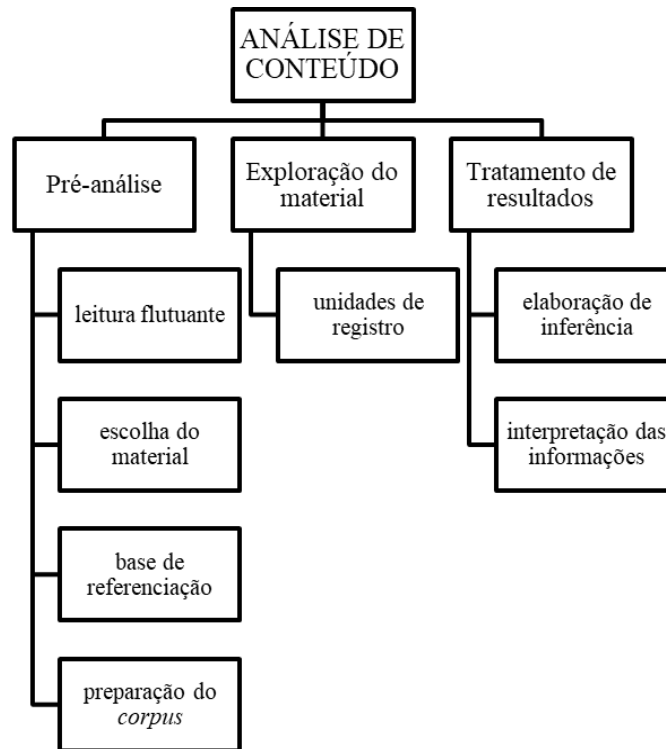 ANÁLISE DE
CONTEÚDO
Pré-análise
leitura flutuante
escolha do
material
base de
referenciação
preparação do
corpus
Exploração do
material
unidades de
registro
Tratamento de
resultados
elaboração de
inferência
interpretação das
informações